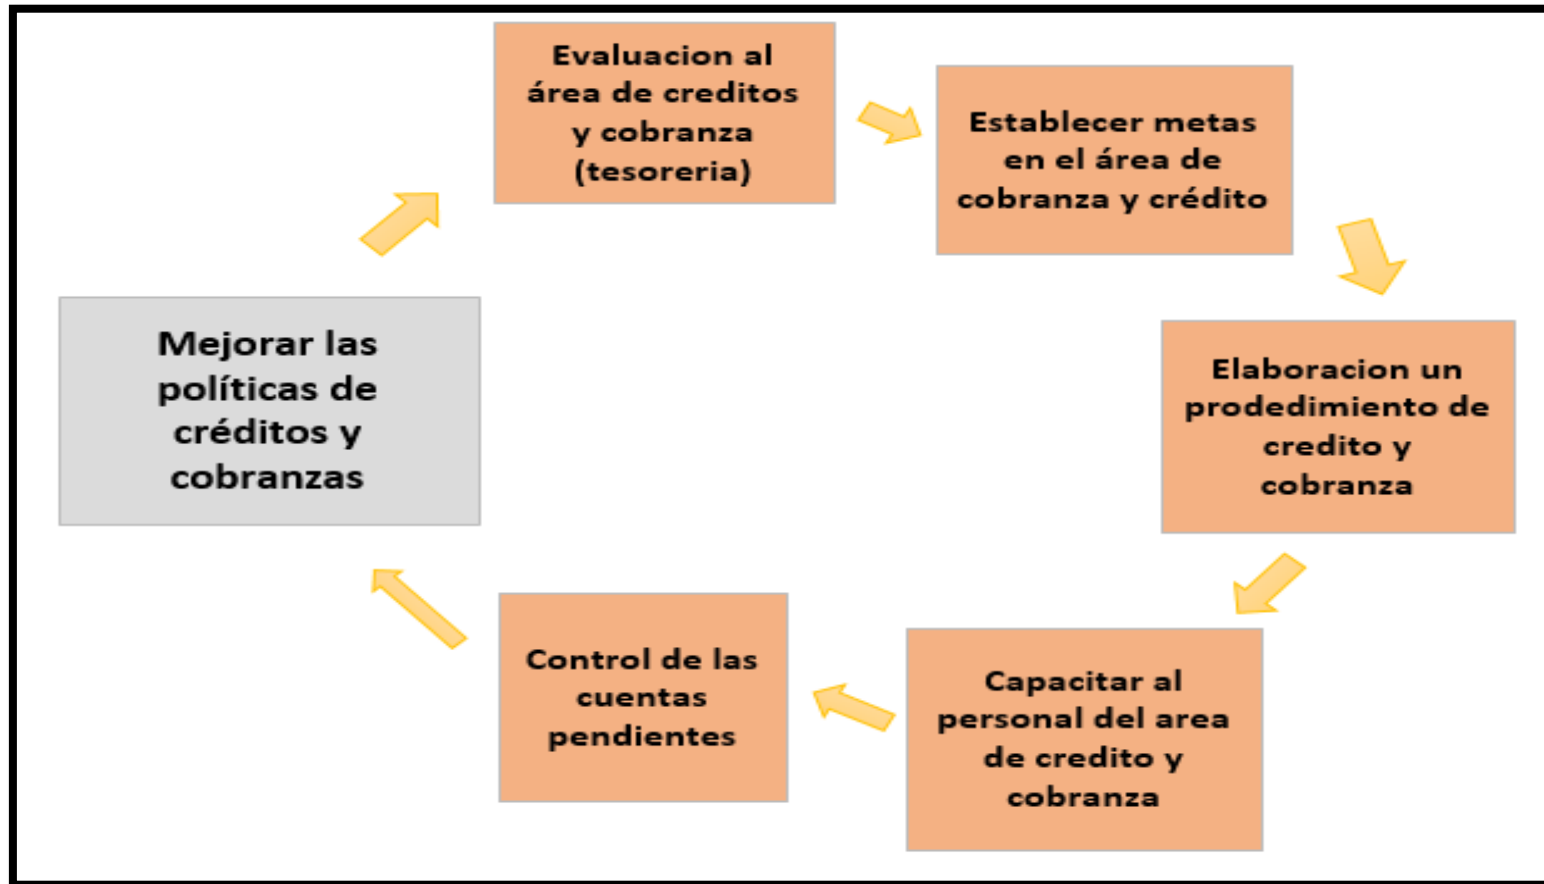 Evaluacion al
área de creditos
y cobranza
(tesoreria)
Establecer metas
en el área de
cobranza y crédito
Elaboracion un
prodedimiento de
credito y
cobranza
Capacitar al
personal del area
de credito y
cobranza
Control de las
cuentas
pendientes
Mejorar las
políticas de
créditos y
cobranzas